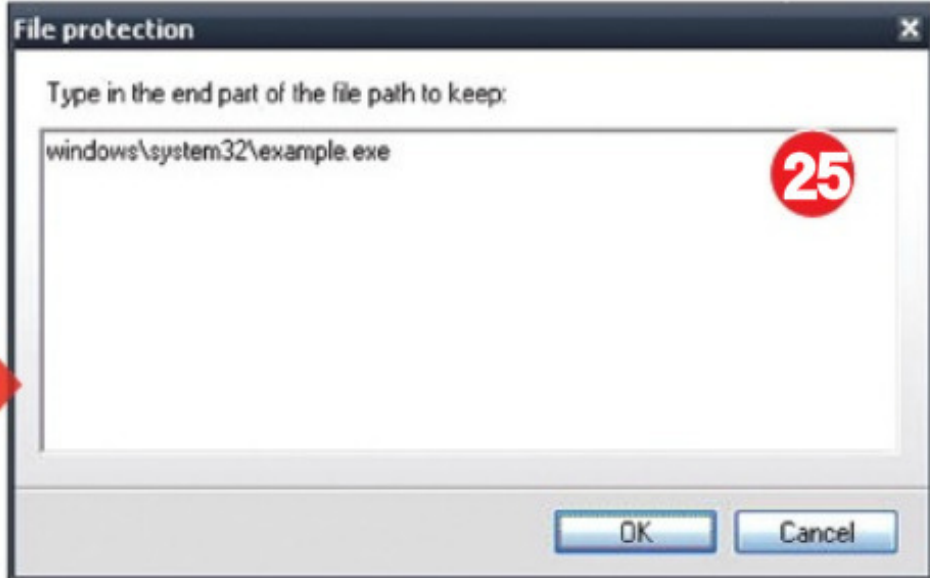 File protection
Type in the end part of the file path to keep:
windows\system32\example.exe
25
OK
Cancel